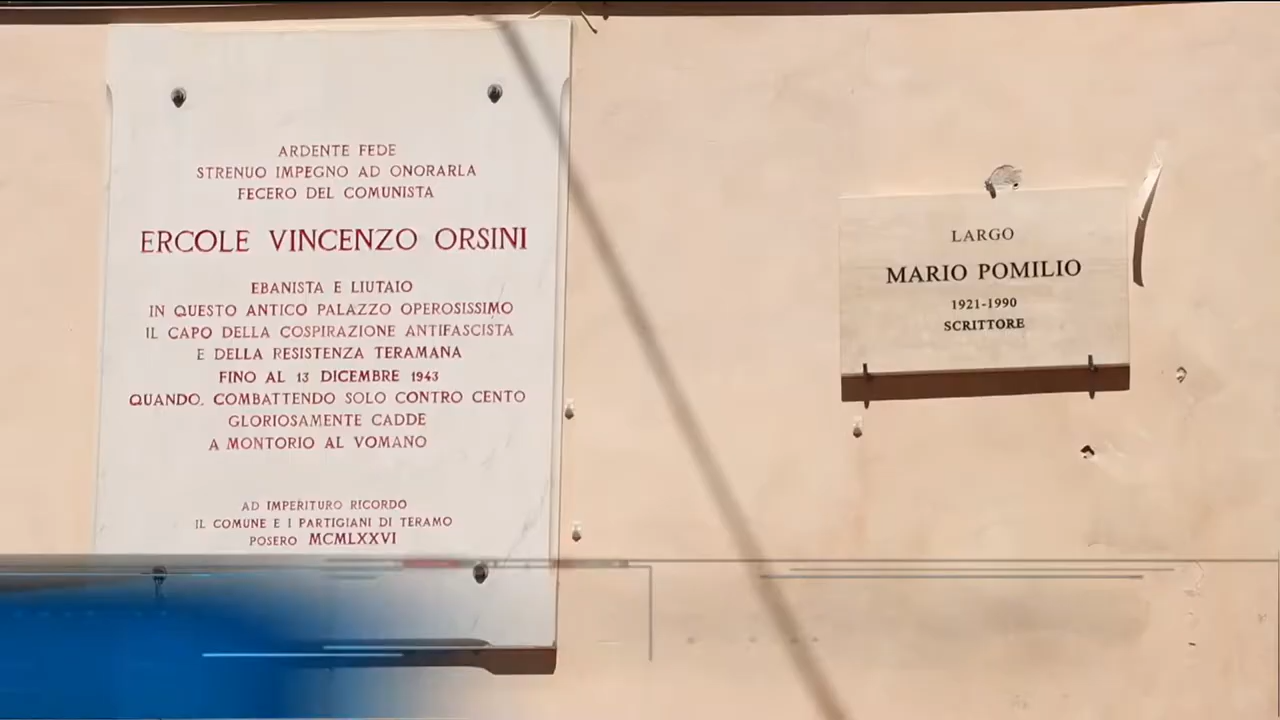 ARDENTE FEDE
STRENUO IMPEGNO AD ONORARLA
FECERO DEL COMUNISTA
ERCOLE VINCENZO ORSINI
EBANISTA E LIUTAIO
IN QUESTO ANTICO PALAZZO OPEROSISSIMO
IL CAPO DELLA COSPIRAZIONE ANTIFASCISTA
E DELLA RESISTENZA TERAMANA
FINO AL 13 DICEMBRE 1943
QUANDO, COMBATTENDO SOLO CONTRO CENTO
GLORIOSAMENTE CADDE
A MONTORIO AL VOMANO
AD IMPERITURO RICORDO
IL COMUNE E I PARTIGIANI DI TERAMO
POSERO MCMLXXVI
LARGO
MARIO POMILIO
1921-1990
SCRITTORE